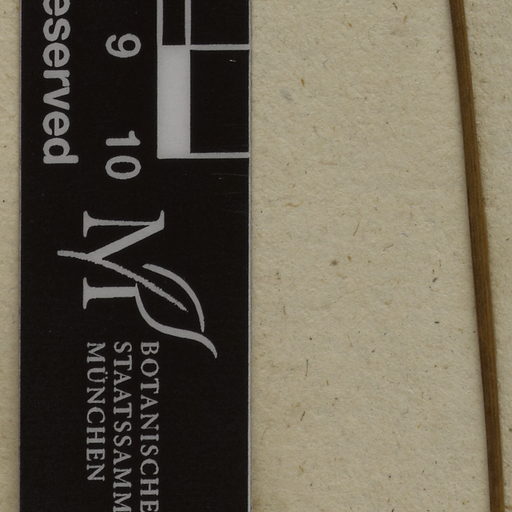 eserved
9 10
M
BOTANISCHE
STAATSSAMM
MÜNCHEN